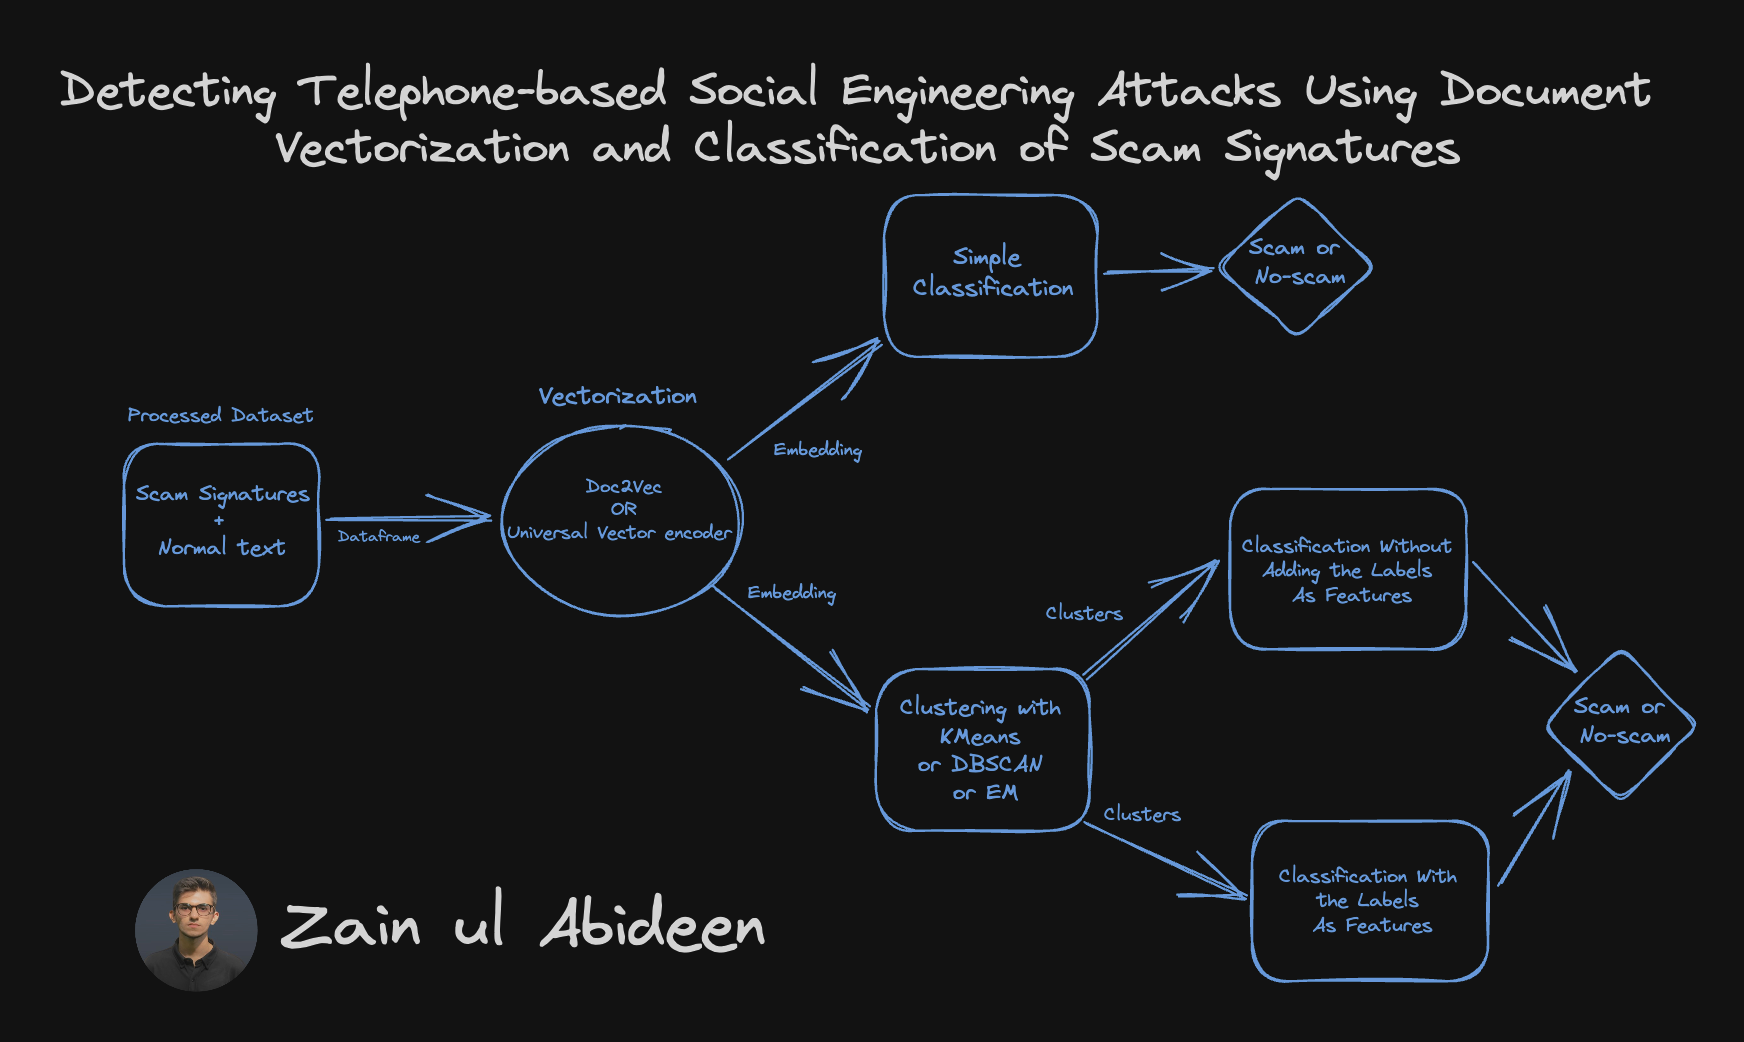 Detecting Telephone-based Social Engineering Attacks Using Document
Vectorization and Classification of Scam Signatures
Simple
Classification
Scam or
No-scam
Processed Dataset
Scam Signatures
+
Normal text
Dataframe
Vectorization
Doc2Vec
OR
Universal Vector encoder
Embedding
Embedding
Clustering with
KMeans
or DBSCAN
or EM
Clusters
Clusters
Classification Without
Adding the Labels
As Features
Classification With
the Labels
As Features
Scam or
No-scam
Zain ul Abideen